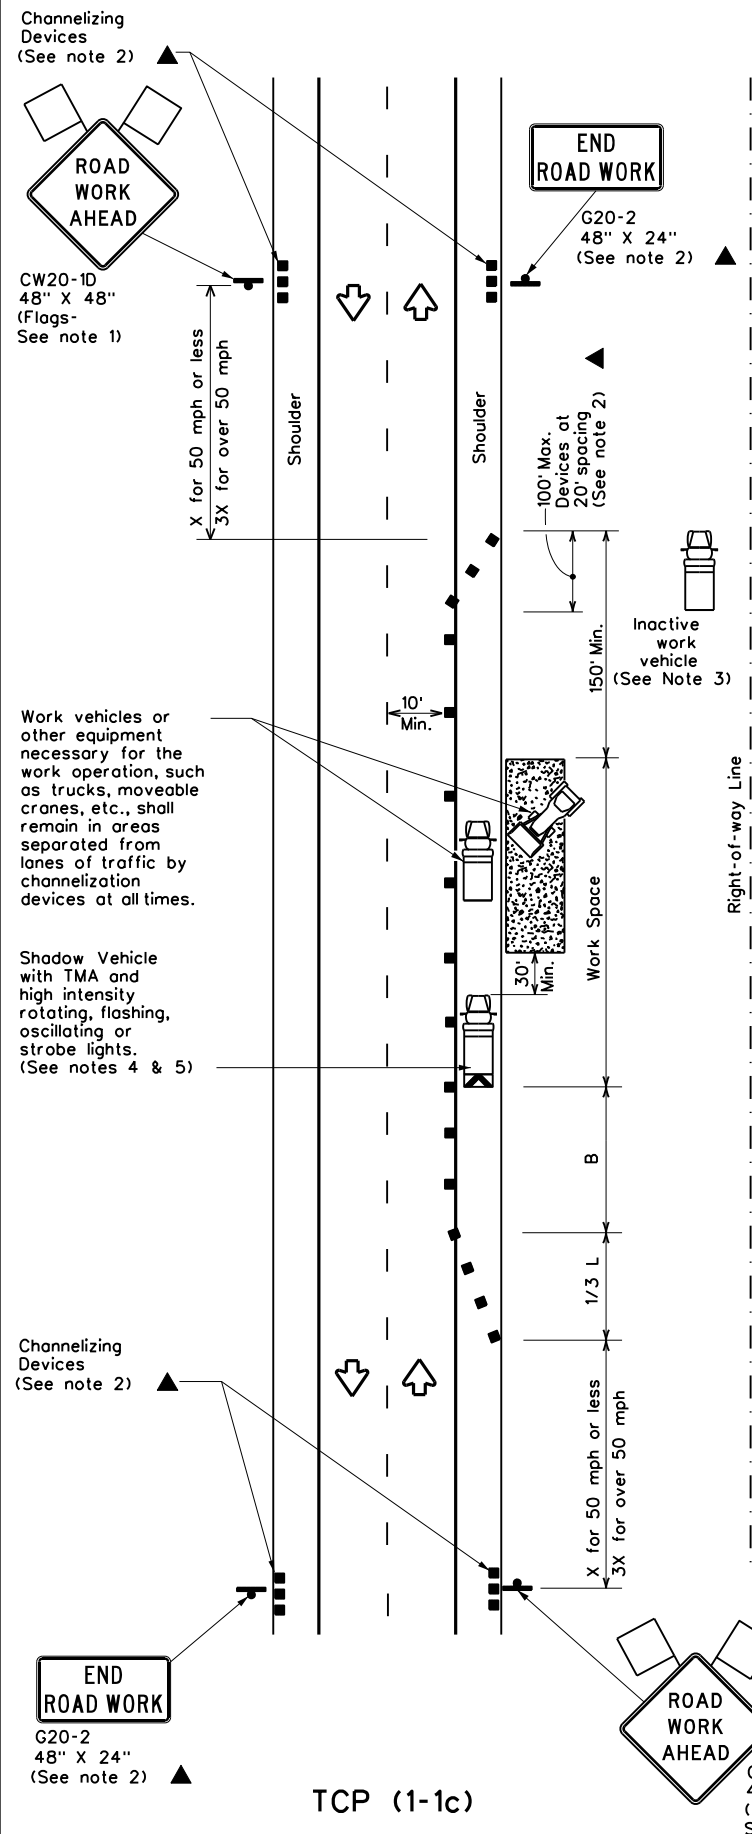 Channelizing
Devices
(See note 2)
ROAD
WORK
AHEAD
CW20-1D
48" X 48"
(Flags-
See note 1)
END
ROAD WORK
G20-2
48" X 24"
(See note 2)
X for 50 mph or less
3X for over 50 mph
Shoulder
Shoulder
100' Max.
Devices at
20' spacing
(See note 2)
Inactive
work
vehicle
(See Note 3)
150' Min.
10'
Min.
Work vehicles or
other equipment
necessary for the
work operation, such
as trucks, moveable
cranes, etc., shall
remain in areas
separated from
lanes of traffic by
channelization
devices at all times.
Right-of-way Line
Work Space
30'
Min.
Shadow Vehicle
with TMA and
high intensity
rotating, flashing,
oscillating or
strobe lights.
(See notes 4 & 5)
B
1/3 L
Channelizing
Devices
(See note 2)
X for 50 mph or less
3X for over 50 mph
END
ROAD WORK
G20-2
48" X 24"
(See note 2)
ROAD
WORK
AHEAD
TCP (1-1c)